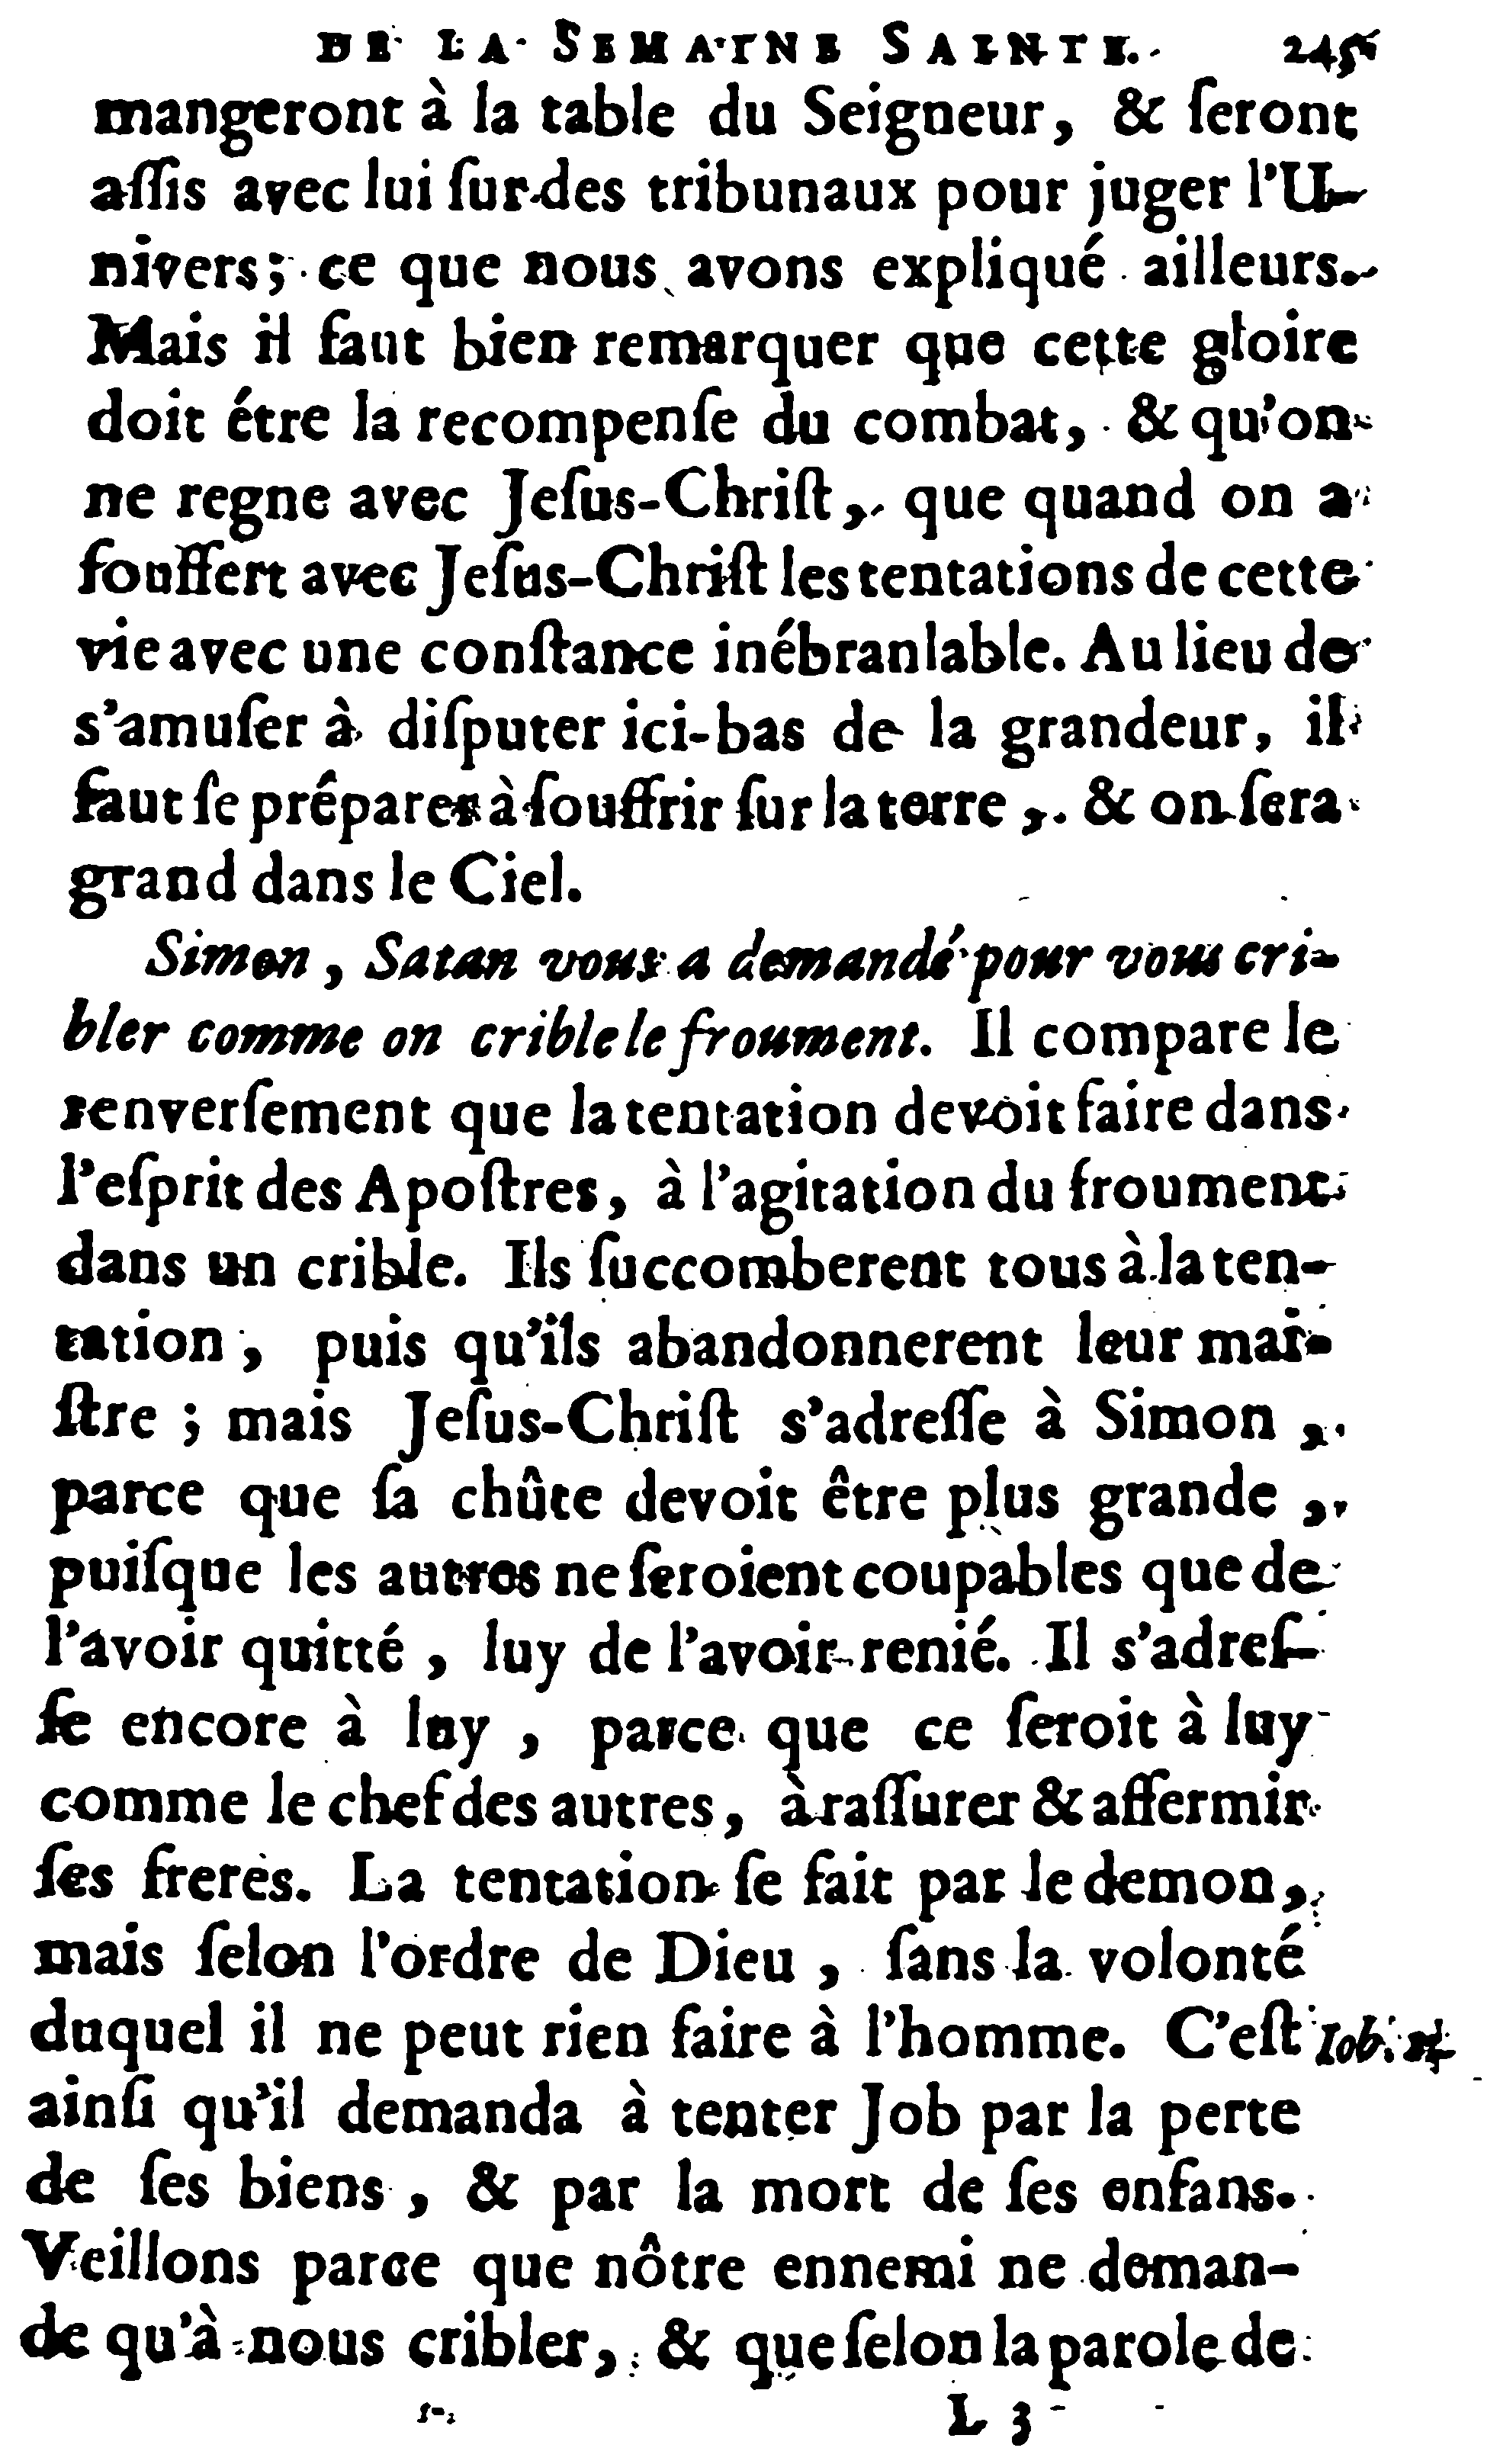 DE LA SEMAINE SAINTE. 245
mangeront à la table du Seigneur, & ſeront
aſſis avec lui ſur des tribunaux pour juger l'U-
nivers; ce que nous avons expliqué ailleurs.
Mais il faut bien remarquer que cette gloire
doit étre la recompenſe du combat, & qu'on
ne regne avec Jeſus-Chriſt, que quand on a
ſouffert avec Jeſus-Chriſt les tentations de cette
vie avec une conſtance inébranlable. Au lieu de
s'amuſer à diſputer ici-bas de la grandeur, il
faut ſe préparer à ſouffrir ſur la terre, & on ſera
grand dans le Ciel.
Simon, Satan vous a demandé pour vous cri-
bler comme on crible le froument. Il compare le
renverſement que la tentation devoit faire dans
l'eſprit des Apoſtres, à l'agitation du froument
dans un crible. Ils ſuccomberent tous à la ten-
tation, puis qu'ils abandonnerent leur mai-
ſtre; mais Jeſus-Chriſt s'adreſſe à Simon,
parce que ſa chûte devoit être plus grande,
puiſque les autres ne ſeroient coupables que de
l'avoir quitté, luy de l'avoir renié. Il s'adreſ-
ſe encore à luy, parce que ce ſeroit à luy
comme le chef des autres, à raſſurer & affermir
ſes freres. La tentation ſe fait par le demon,
mais ſelon l'ordre de Dieu, ſans la volonté
duquel il ne peut rien faire à l'homme. C'eſt Iob.
ainſi qu'il demanda à tenter Job par la perte
de ſes biens, & par la mort de ſes enfans.
Veillons parce que nôtre ennemi ne deman-
de qu'à nous cribler, & que ſelon la parole de
L 3